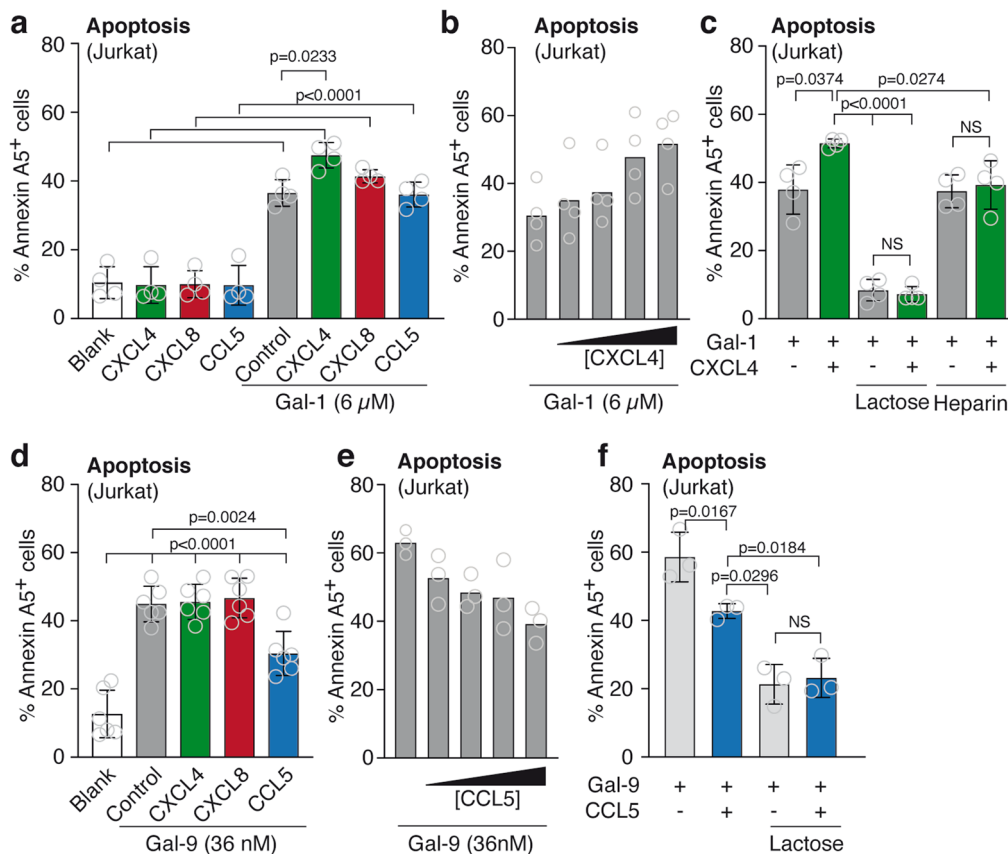 a
Apoptosis
(Jurkat)
p=0.0233
p<0.0001
% Annexin A5+ cells
80
60
40
20
0
Blank
CXCL4
CXCL8
CCL5
Control
CXCL4
CXCL8
CCL5
Gal-1 (6 µM)
b
Apoptosis
(Jurkat)
% Annexin A5+ cells
80
60
40
20
0
[CXCL4]
Gal-1 (6 µM)
c
Apoptosis
(Jurkat)
p=0.0374
p=0.0274
p<0.0001
NS
NS
% Annexin A5+ cells
80
60
40
20
0
Gal-1 + + + + + +
CXCL4 - + - + - +
Lactose Heparin
d
Apoptosis
(Jurkat)
p=0.0024
p<0.0001
% Annexin A5+ cells
80
60
40
20
0
Blank
Control
CXCL4
CXCL8
CCL5
Gal-9 (36 nM)
e
Apoptosis
(Jurkat)
% Annexin A5+ cells
80
60
40
20
0
[CCL5]
Gal-9 (36nM)
f
Apoptosis
(Jurkat)
p=0.0167
p=0.0184
p=0.0296
NS
% Annexin A5+ cells
80
60
40
20
0
Gal-9 + + + +
CCL5 - + - +
Lactose